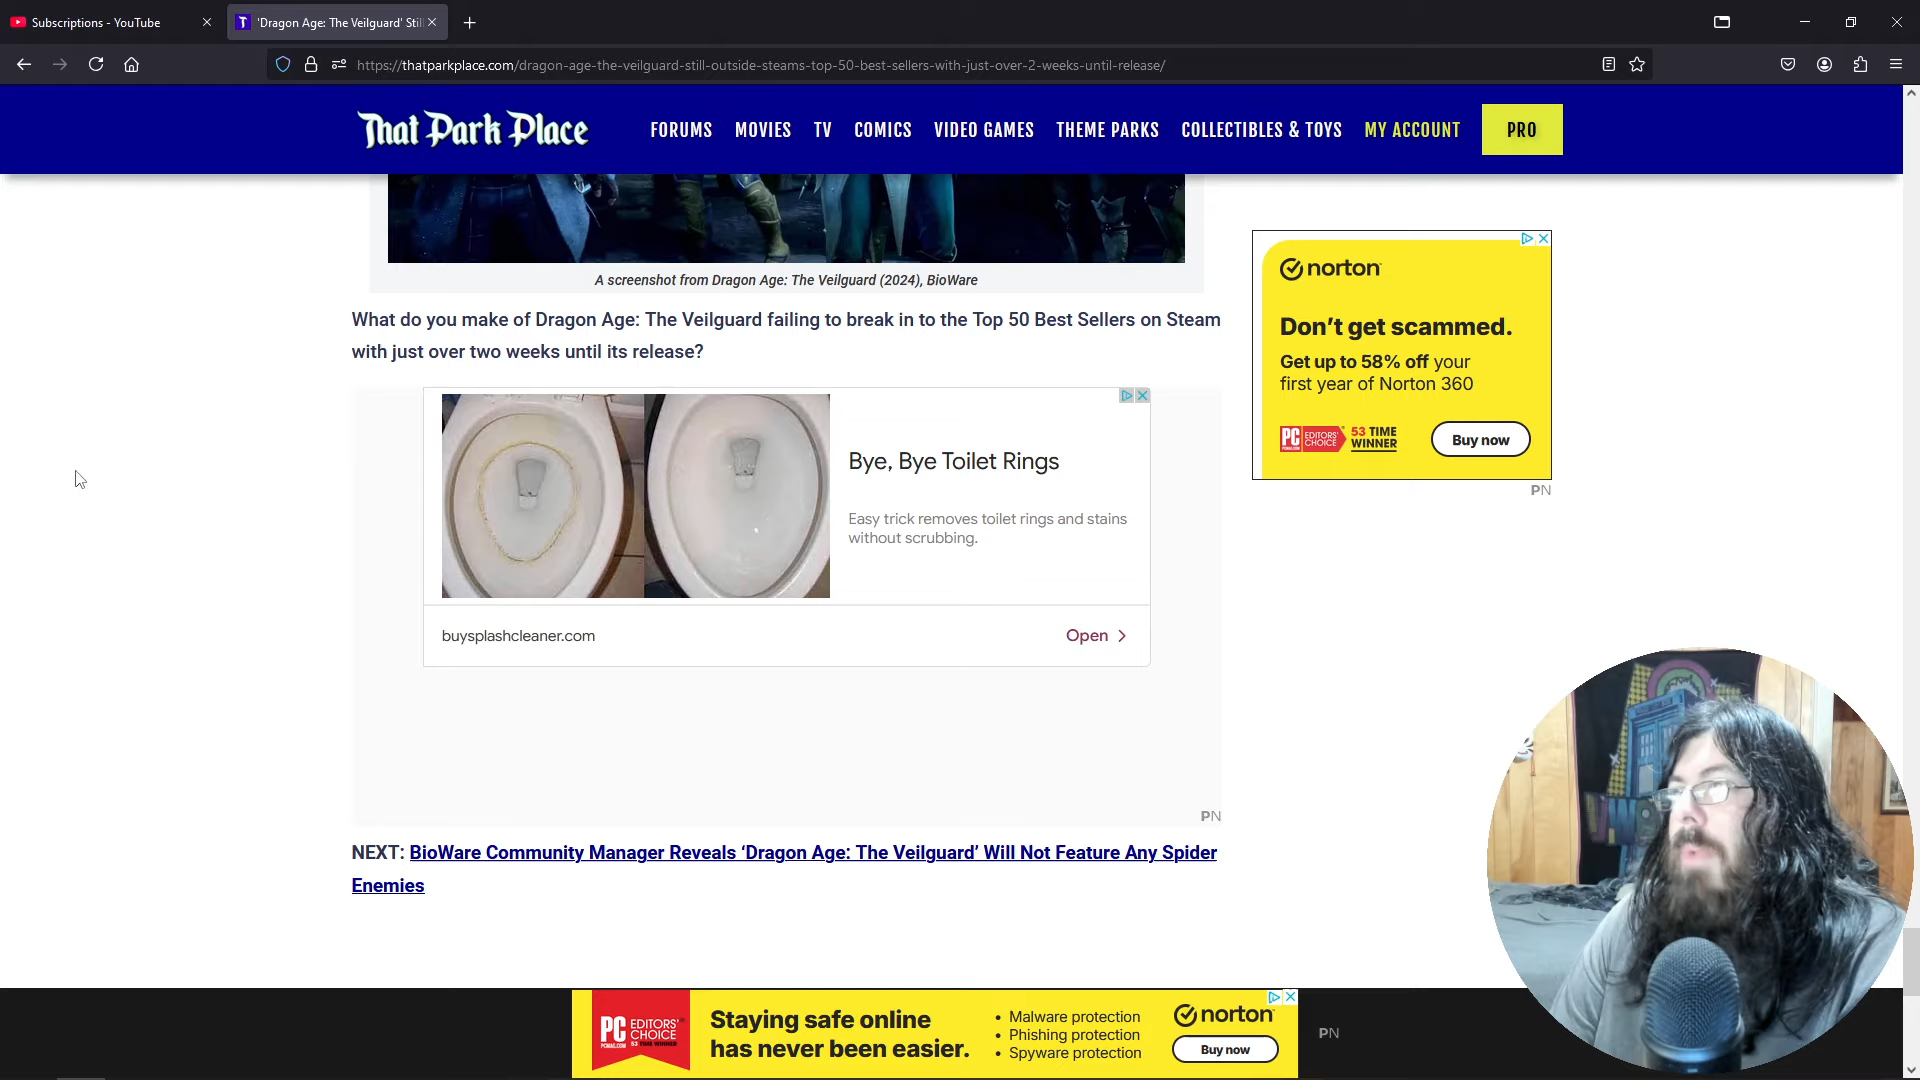 Subscriptions - YouTube
'Dragon Age: The Veilguard' Still
https://thatparkplace.com/dragon-age-the-veilguard-still-outside-steams-top-50-best-sellers-with-just-over-2-weeks-until-release/
That Park Place
FORUMS MOVIES TV COMICS VIDEO GAMES THEME PARKS COLLECTIBLES & TOYS MY ACCOUNT PRO
A screenshot from Dragon Age: The Veilguard (2024), BioWare
What do you make of Dragon Age: The Veilguard failing to break in to the Top 50 Best Sellers on Steam
with just over two weeks until its release?
Bye, Bye Toilet Rings
Easy trick removes toilet rings and stains
without scrubbing.
buysplashcleaner.com
Open
PN
norton
Don't get scammed.
Get up to 58% off your
first year of Norton 360
PC EDITORS' CHOICE 53 TIME WINNER
Buy now
PN
NEXT: BioWare Community Manager Reveals ‘Dragon Age: The Veilguard’ Will Not Feature Any Spider
Enemies
PC EDITORS' CHOICE
PCMAG.COM 53 TIME WINNER
Staying safe online
has never been easier.
• Malware protection
• Phishing protection
• Spyware protection
norton
Buy now
PN